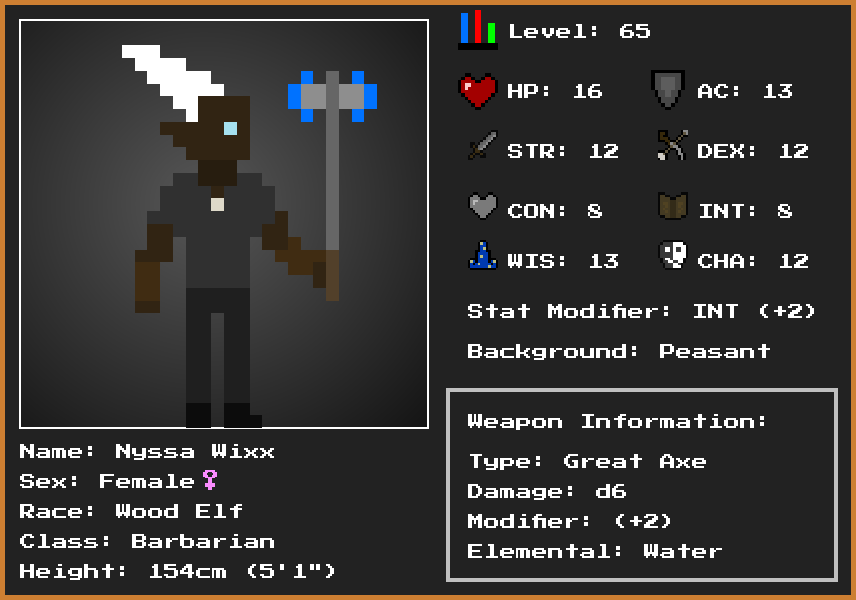 Level: 65
HP: 16
AC: 13
STR: 12
DEX: 12
CON: 8
INT: 8
WIS: 13
CHA: 12
Stat Modifier: INT (+2)
Background: Peasant
Weapon Information:
Type: Great Axe
Damage: d6
Modifier: (+2)
Elemental: Water
Name: Nyssa Wixx
Sex: Female
Race: Wood Elf
Class: Barbarian
Height: 154cm (5'1")